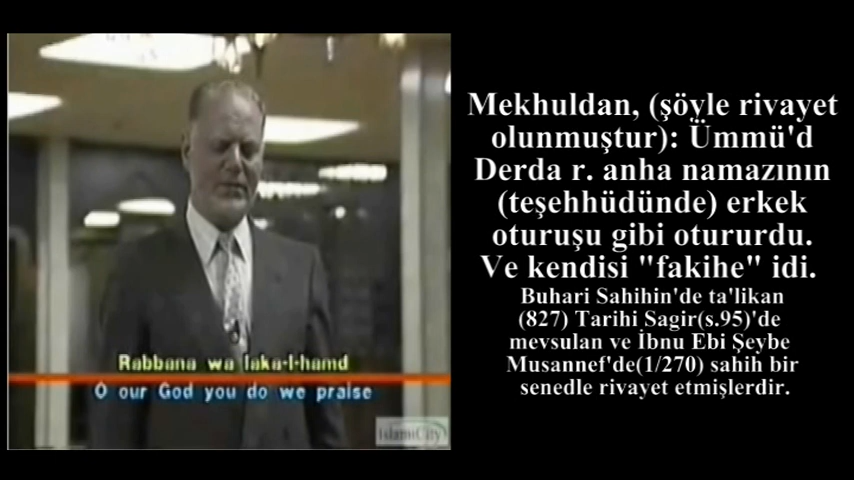 Rabbana wa laka-l-hamd
O our God you do we praise
IslamiCity
Mekhuldan, (şöyle rivayet
olunmuştur): Ümmü'd
Derda r. anha namazının
(teşehhüdünde) erkek
oturuşu gibi otururdu.
Ve kendisi "fakihe" idi.
Buhari Sahihin'de ta'likan
(827) Tarihi Sagir(s.95)'de
mevsulan ve İbnu Ebi Şeybe
Musannef'de(1/270) sahih bir
senedle rivayet etmişlerdir.